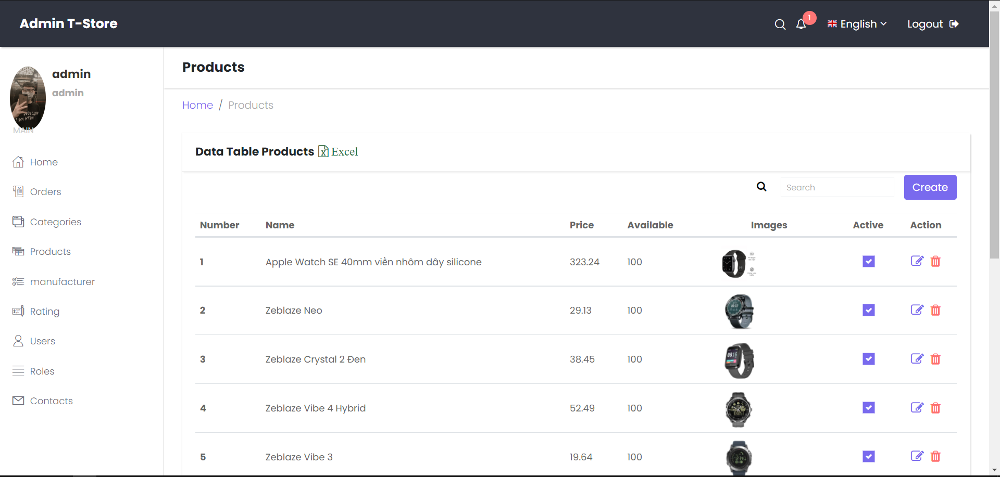 Admin T-Store
1
English
Logout
admin
admin
MAIN
Home
Orders
Categories
Products
manufacturer
Rating
Users
Roles
Contacts
Products
Home / Products
Data Table Products Excel
Search
Create
Number Name Price Available Images Active Action
1 Apple Watch SE 40mm viền nhôm dây silicone 323.24 100
2 Zeblaze Neo 29.13 100
3 Zeblaze Crystal 2 Đen 38.45 100
4 Zeblaze Vibe 4 Hybrid 52.49 100
5 Zeblaze Vibe 3 19.64 100